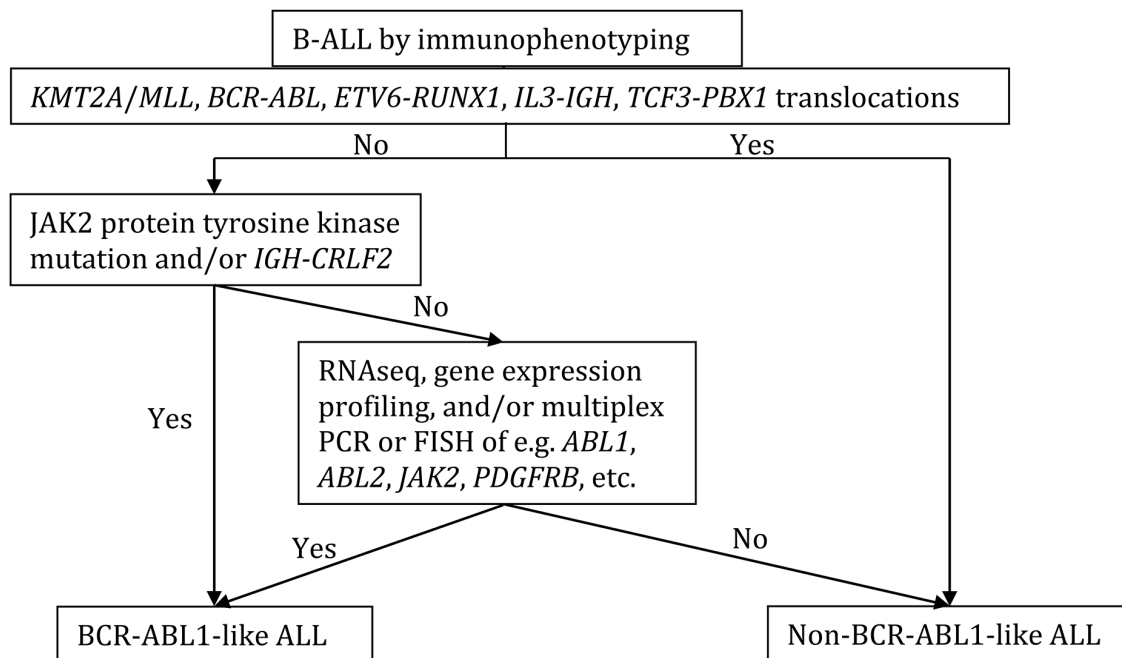 B-ALL by immunophenotyping
KMT2A/MLL, BCR-ABL, ETV6-RUNX1, IL3-IGH, TCF3-PBX1 translocations
No
Yes
JAK2 protein tyrosine kinase
mutation and/or IGH-CRLF2
No
Yes
RNAseq, gene expression
profiling, and/or multiplex
PCR or FISH of e.g. ABL1,
ABL2, JAK2, PDGFRB, etc.
Yes
No
BCR-ABL1-like ALL
Non-BCR-ABL1-like ALL